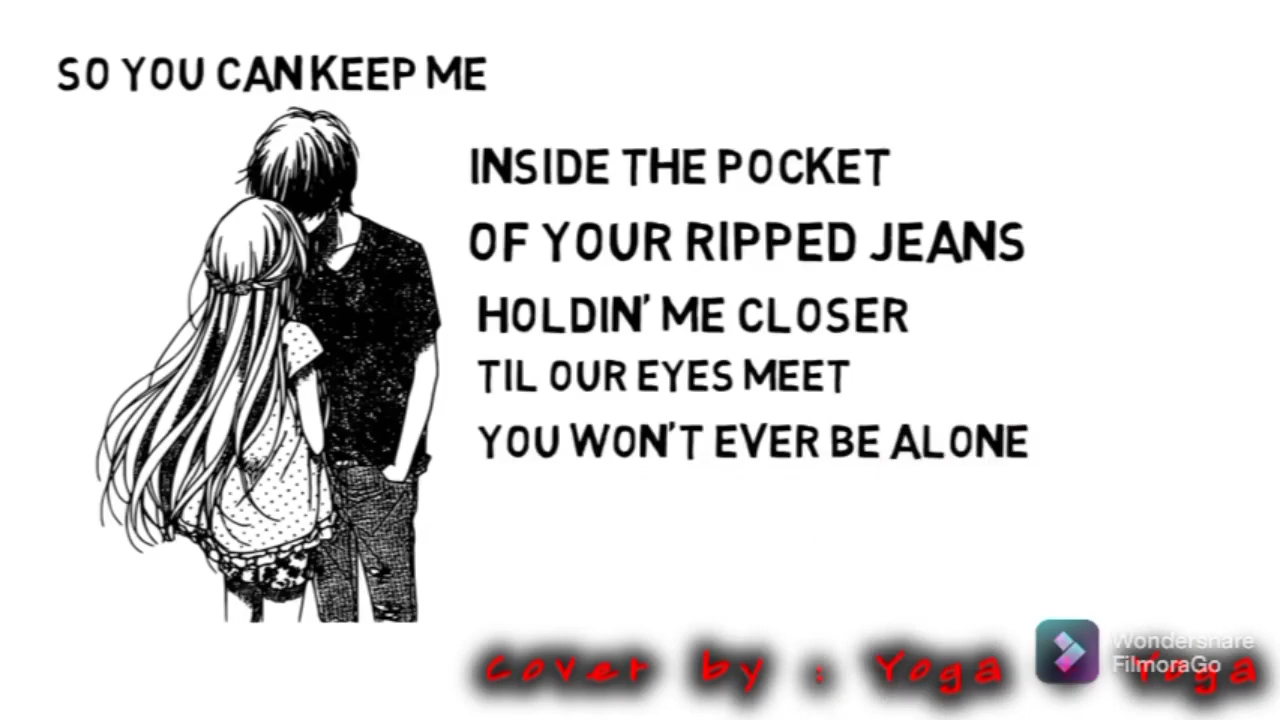 SO YOU CAN KEEP ME
INSIDE THE POCKET
OF YOUR RIPPED JEANS
HOLDIN' ME CLOSER
TIL OUR EYES MEET
YOU WON'T EVER BE ALONE
cover by : Yoga Yoga
Wondershare
FilmoraGo